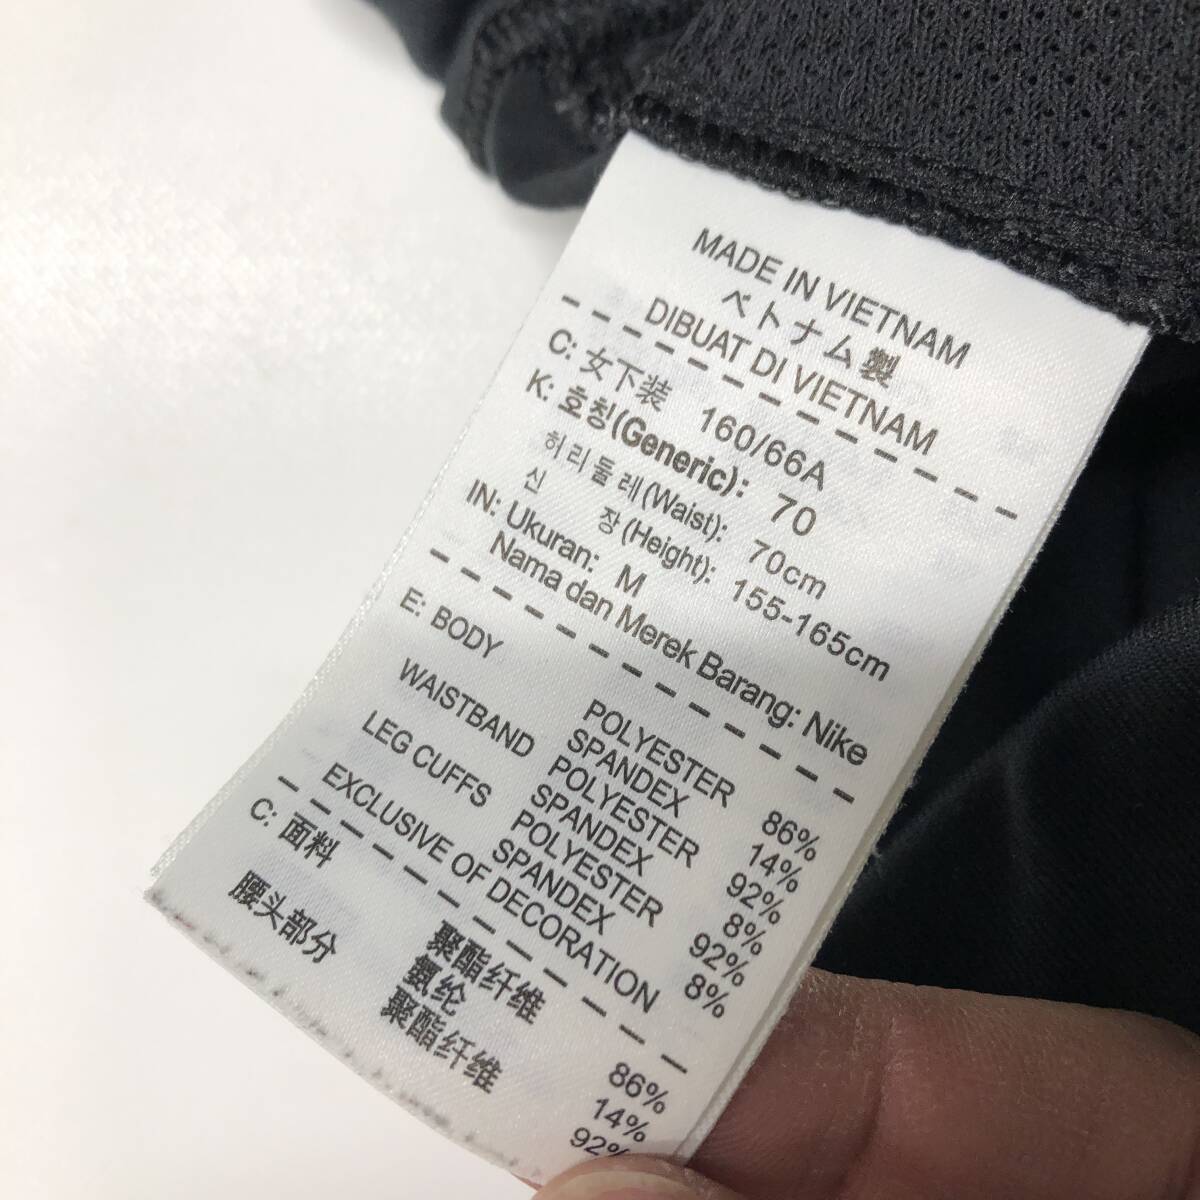 MADE IN VIETNAM
ベトナム製
DIBUAT DI VIETNAM
C: 女下装 160/66A
K: 호칭(Generic): 70
허리둘레(Waist): 70cm
신 장(Height): 155-165cm
IN: Ukuran: M
Nama dan Merek Barang: Nike
E: BODY POLYESTER 86%
SPANDEX 14%
WAISTBAND POLYESTER 92%
SPANDEX 8%
LEG CUFFS POLYESTER 92%
SPANDEX 8%
EXCLUSIVE OF DECORATION
C: 面料 聚酯纤维 86%
氨纶 14%
腰头部分 聚酯纤维 92%